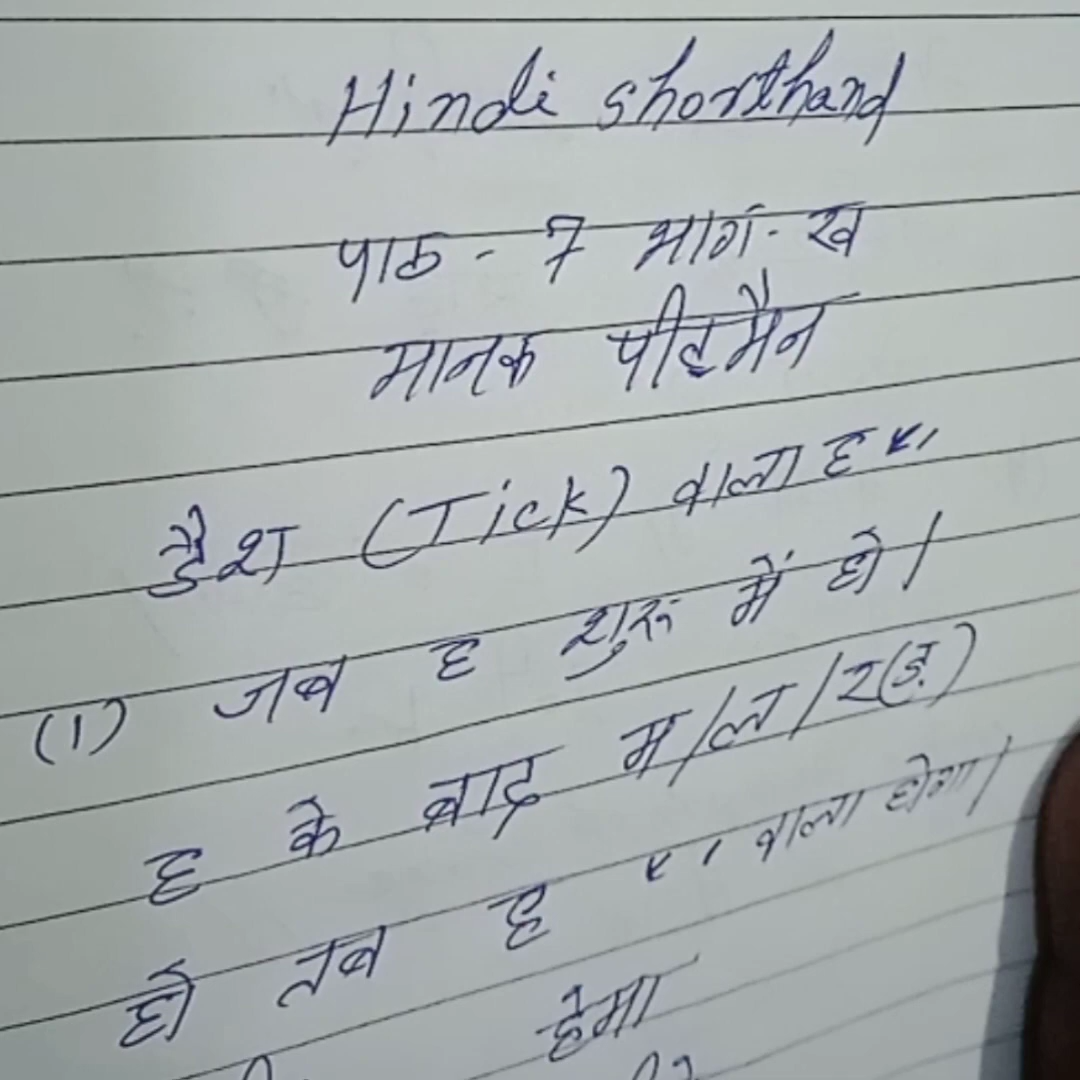 Hindi shorthand
पाठ - 7 भाग - ख
मानक पीटमैन
डैश (Tick) वाला ह
(1) जब ह शुरू में हो।
ह के बाद म/ल/र(ड़)
हो तब ह वाला होगा।
हेमा